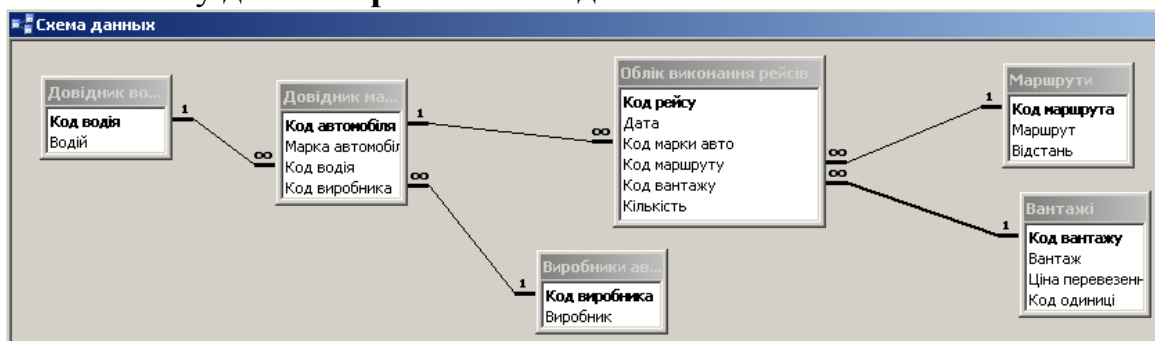 Схема данных
Довідник во...
Код водія
Водій
1
∞
Довідник ма...
Код автомобіля
Марка автомобіл
Код водія
Код виробника
1
∞
∞
1
Виробники ав...
Код виробника
Виробник
Облік виконання рейсів
Код рейсу
Дата
Код марки авто
Код маршруту
Код вантажу
Кількість
∞
∞
1
Маршрути
Код маршрута
Маршрут
Відстань
1
Вантажі
Код вантажу
Вантаж
Ціна перевезенн
Код одиниці